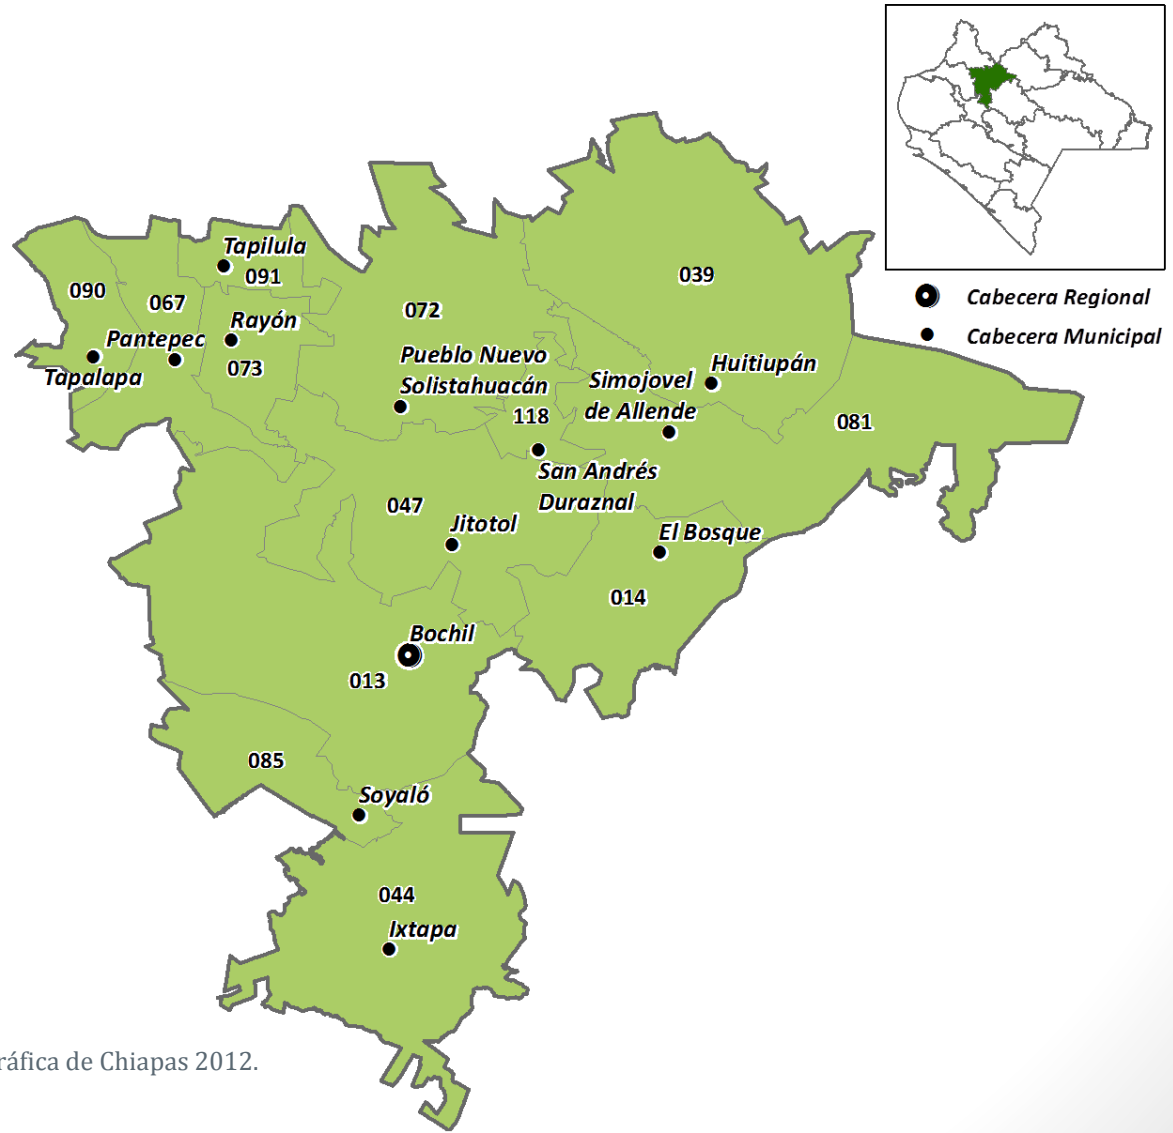 Tapilula
091
039
090
067
072
Cabecera Regional
Rayón
Pantepec
Cabecera Municipal
073
Tapalapa
Pueblo Nuevo
Solistahuacán
Huitiupán
Simojovel
de Allende
118
081
San Andrés
Duraznal
047
Jitotol
El Bosque
014
Bochil
013
085
Soyaló
044
Ixtapa
ráfica de Chiapas 2012.